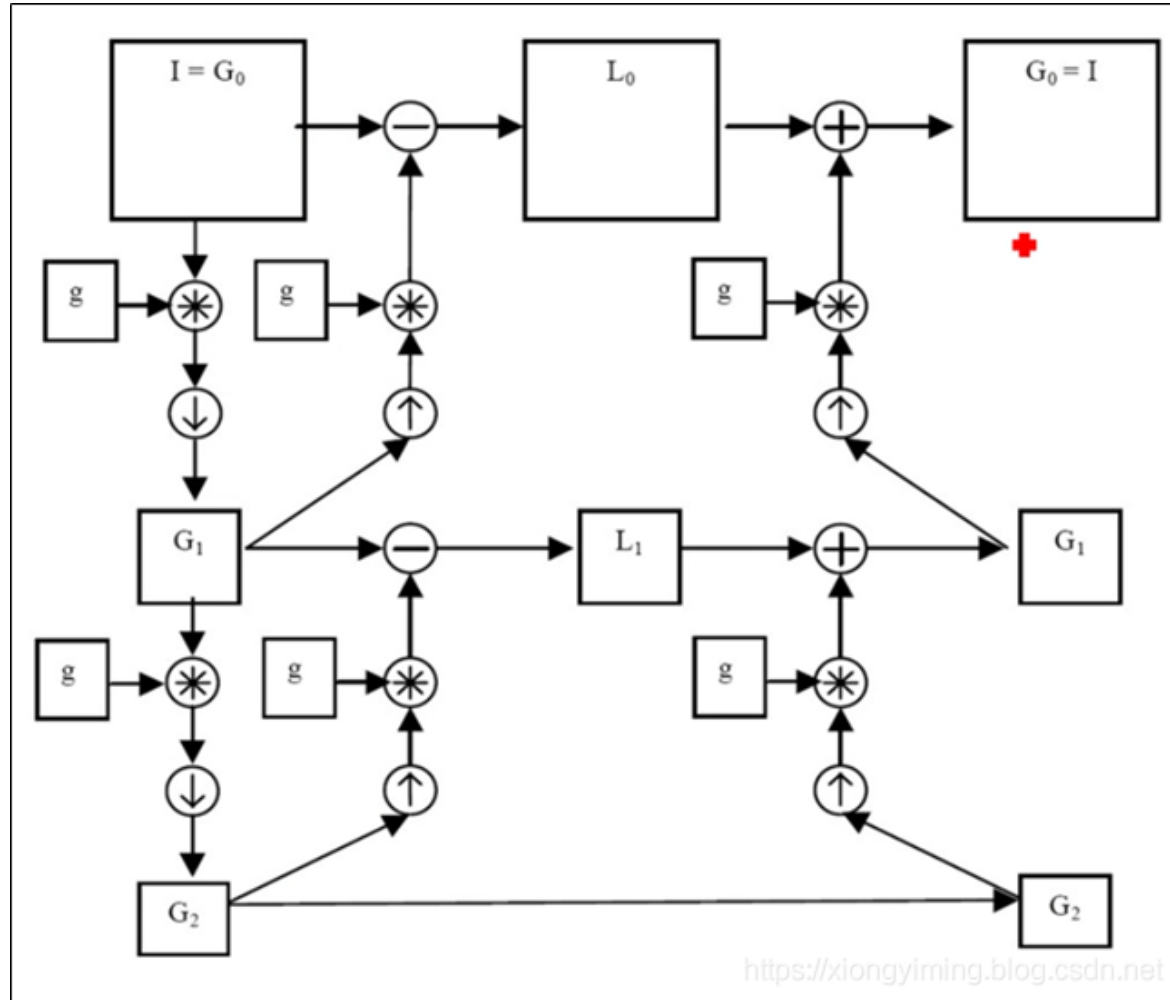 I = G₀
L₀
G₀ = I
g
g
g
G₁
L₁
G₁
g
g
g
G₂
G₂
https://xiongyiming.blog.csdn.net